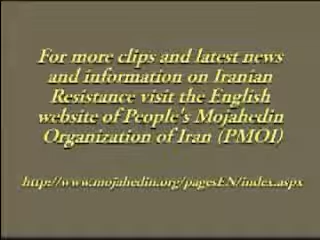 For more clips and latest news
and information on Iranian
Resistance visit the English
website of People's Mojahedin
Organization of Iran (PMOI)
http://www.mojahedin.org/pagesEN/index.aspx